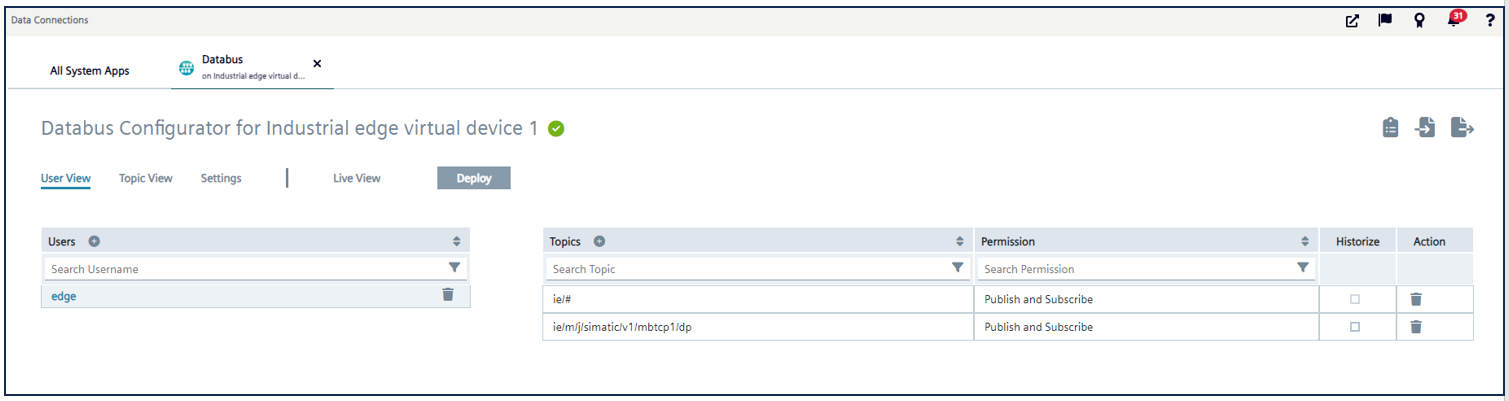 Data Connections
31
?
All System Apps
Databus
on Industrial edge virtual d...
Databus Configurator for Industrial edge virtual device 1
User View
Topic View
Settings
Live View
Deploy
Users
Search Username
edge
Topics
Permission
Historize
Action
Search Topic
Search Permission
ie/#
Publish and Subscribe
ie/m/j/simatic/v1/mbtcp1/dp
Publish and Subscribe